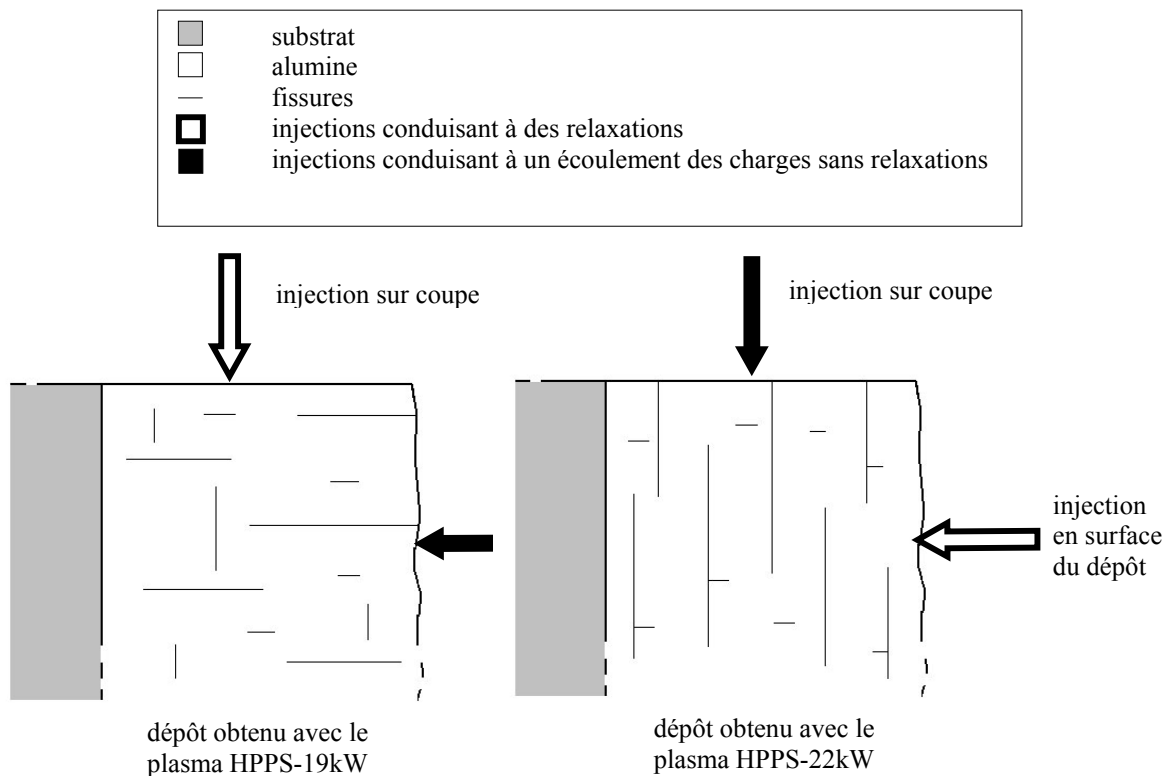 substrat
alumine
fissures
injections conduisant à des relaxations
injections conduisant à un écoulement des charges sans relaxations
injection sur coupe
injection sur coupe
injection
en surface
du dépôt
dépôt obtenu avec le
plasma HPPS-19kW
dépôt obtenu avec le
plasma HPPS-22kW